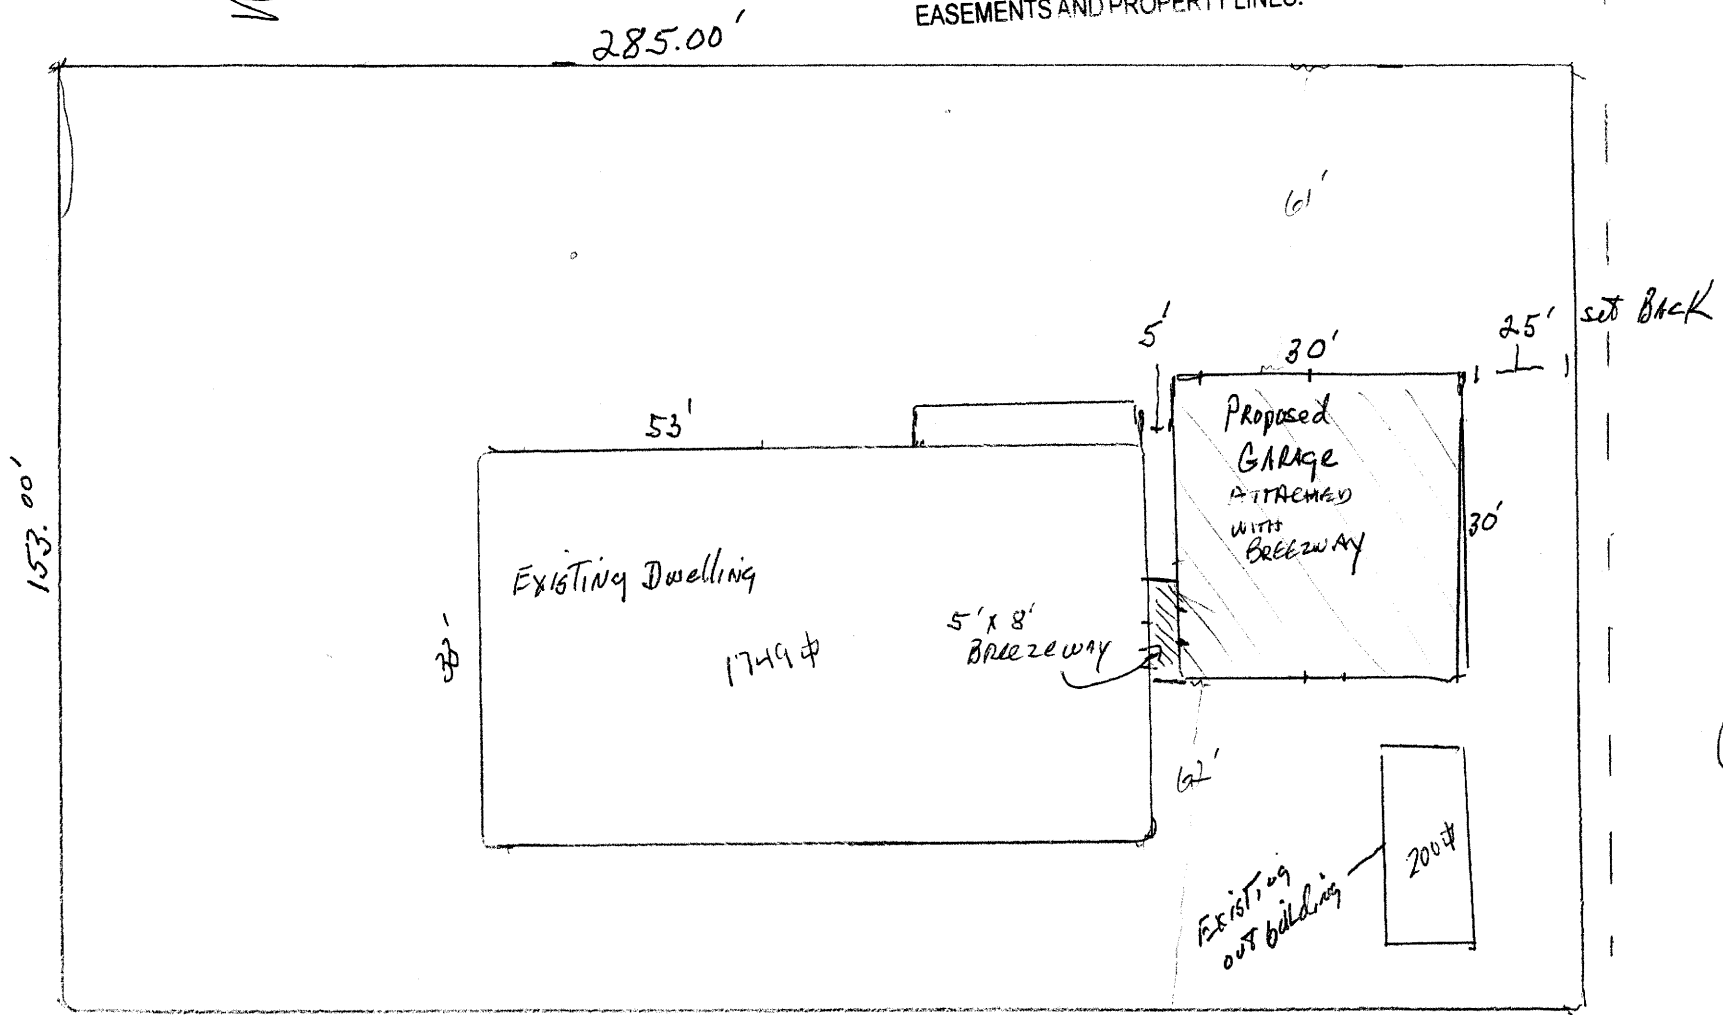 EASEMENTS AND PROPERTY LINES.
285.00'
61'
25' set BACK
5'
30'
53'
Proposed
GARAGe
ATTACHED
WITH
BREEZWAY
30'
153.00'
Existing Dwelling
1749 ⏀
5' x 8'
BReezeway
33'
62'
200 ⏀
Existing
out building